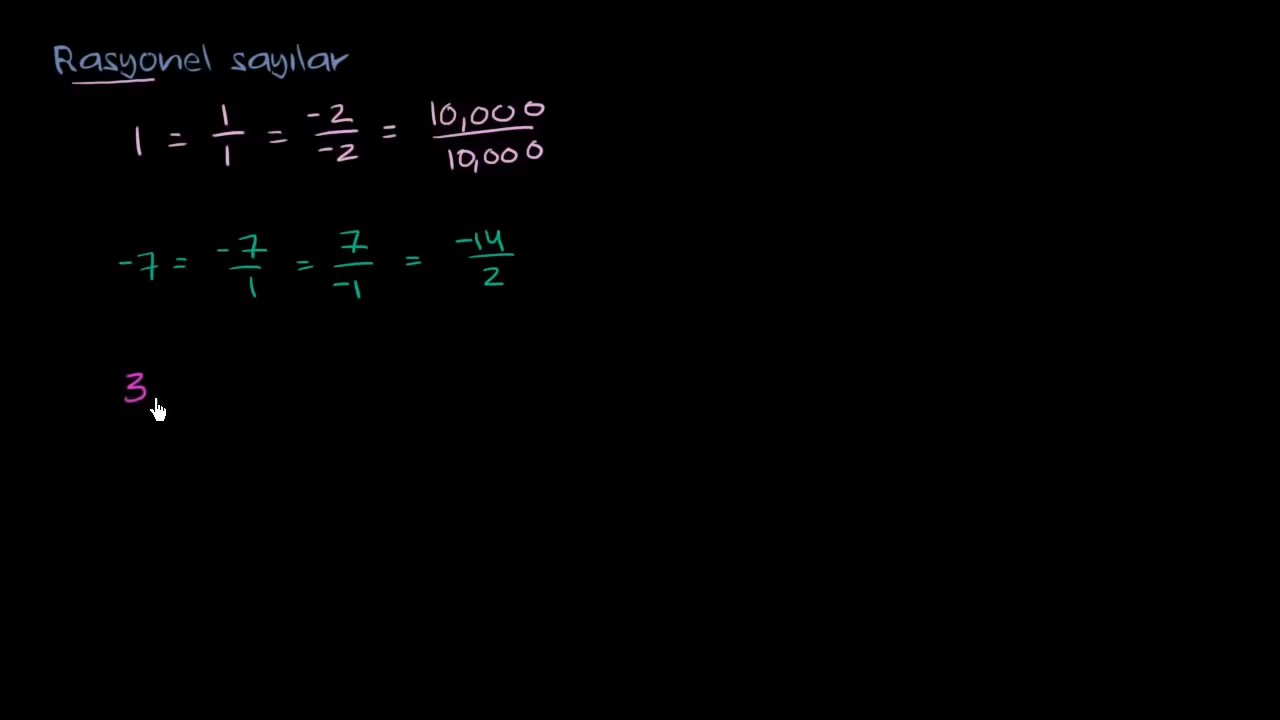 Rasyonel sayılar
1 = 1/1 = -2/-2 = 10,000/10,000
-7 = -7/1 = 7/-1 = -14/2
3